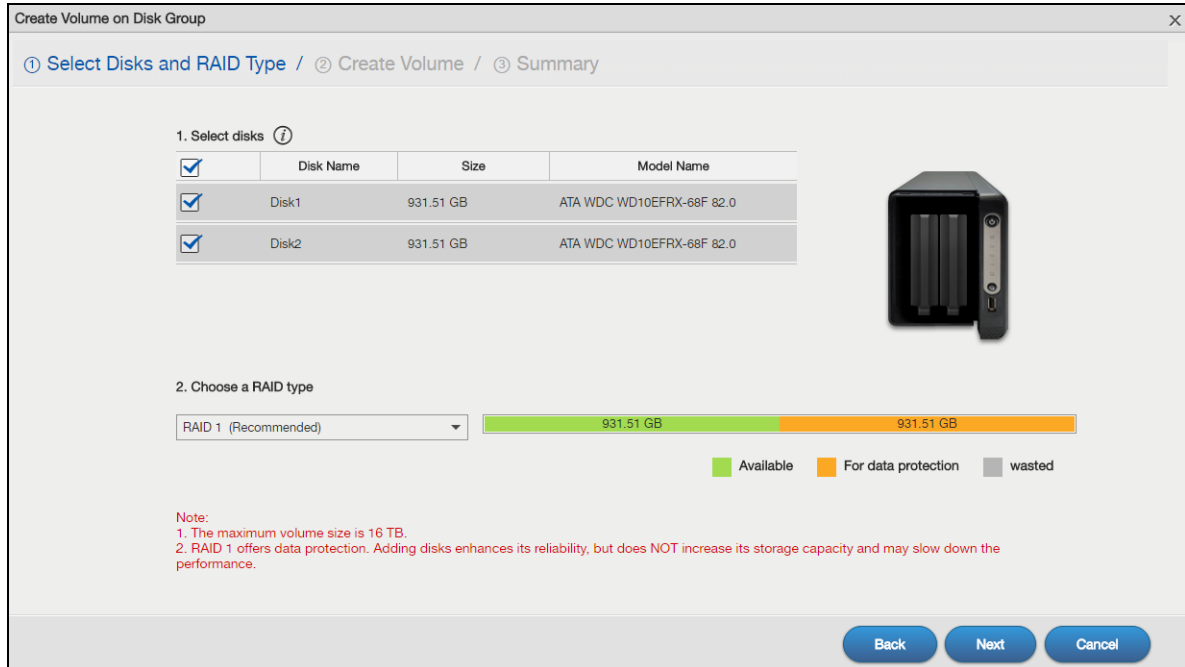 Create Volume on Disk Group
① Select Disks and RAID Type / ② Create Volume / ③ Summary
1. Select disks i
Disk Name Size Model Name
Disk1 931.51 GB ATA WDC WD10EFRX-68F 82.0
Disk2 931.51 GB ATA WDC WD10EFRX-68F 82.0
2. Choose a RAID type
RAID 1 (Recommended) 931.51 GB 931.51 GB
Available For data protection wasted
Note:
1. The maximum volume size is 16 TB.
2. RAID 1 offers data protection. Adding disks enhances its reliability, but does NOT increase its storage capacity and may slow down the
performance.
Back Next Cancel